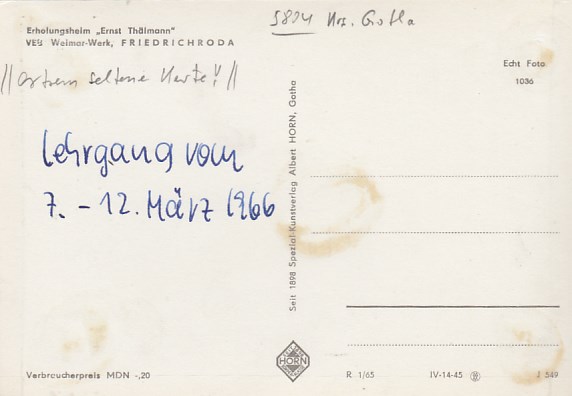 5804 Krs. Gotha
Erholungsheim „Ernst Thälmann"
VEB Weimar-Werk, FRIEDRICHRODA
Echt Foto
1036
//extrem seltene Karte!!//
Lehrgang vom
7. - 12. März 1966
Seit 1898 Spezial-Kunstverlag Albert HORN, Gotha
HORN
Verbraucherpreis MDN -,20
R 1/65
IV-14-45
J 549